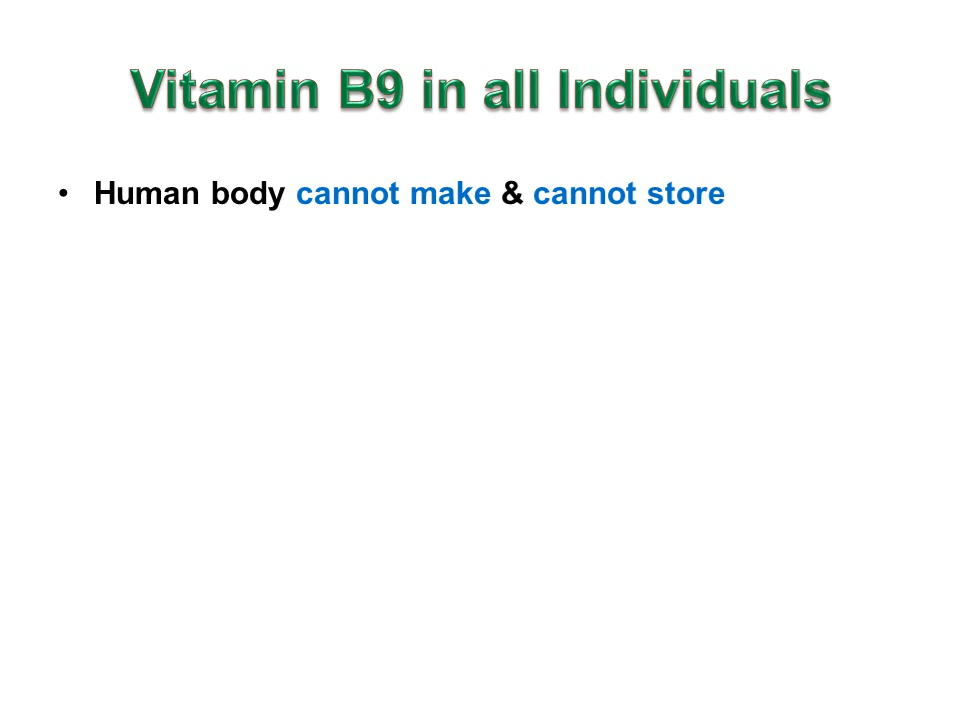 Vitamin B9 in all Individuals
• Human body cannot make & cannot store